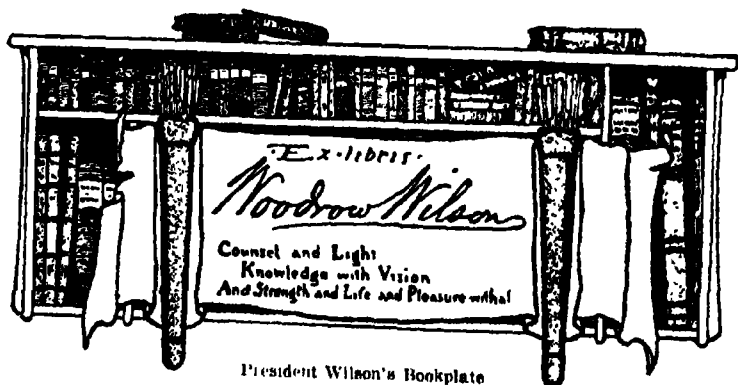 ·Ex·libris·
Woodrow Wilson
Counsel and Light
Knowledge with Vision
And Strength and Life and Pleasure withal
President Wilson's Bookplate